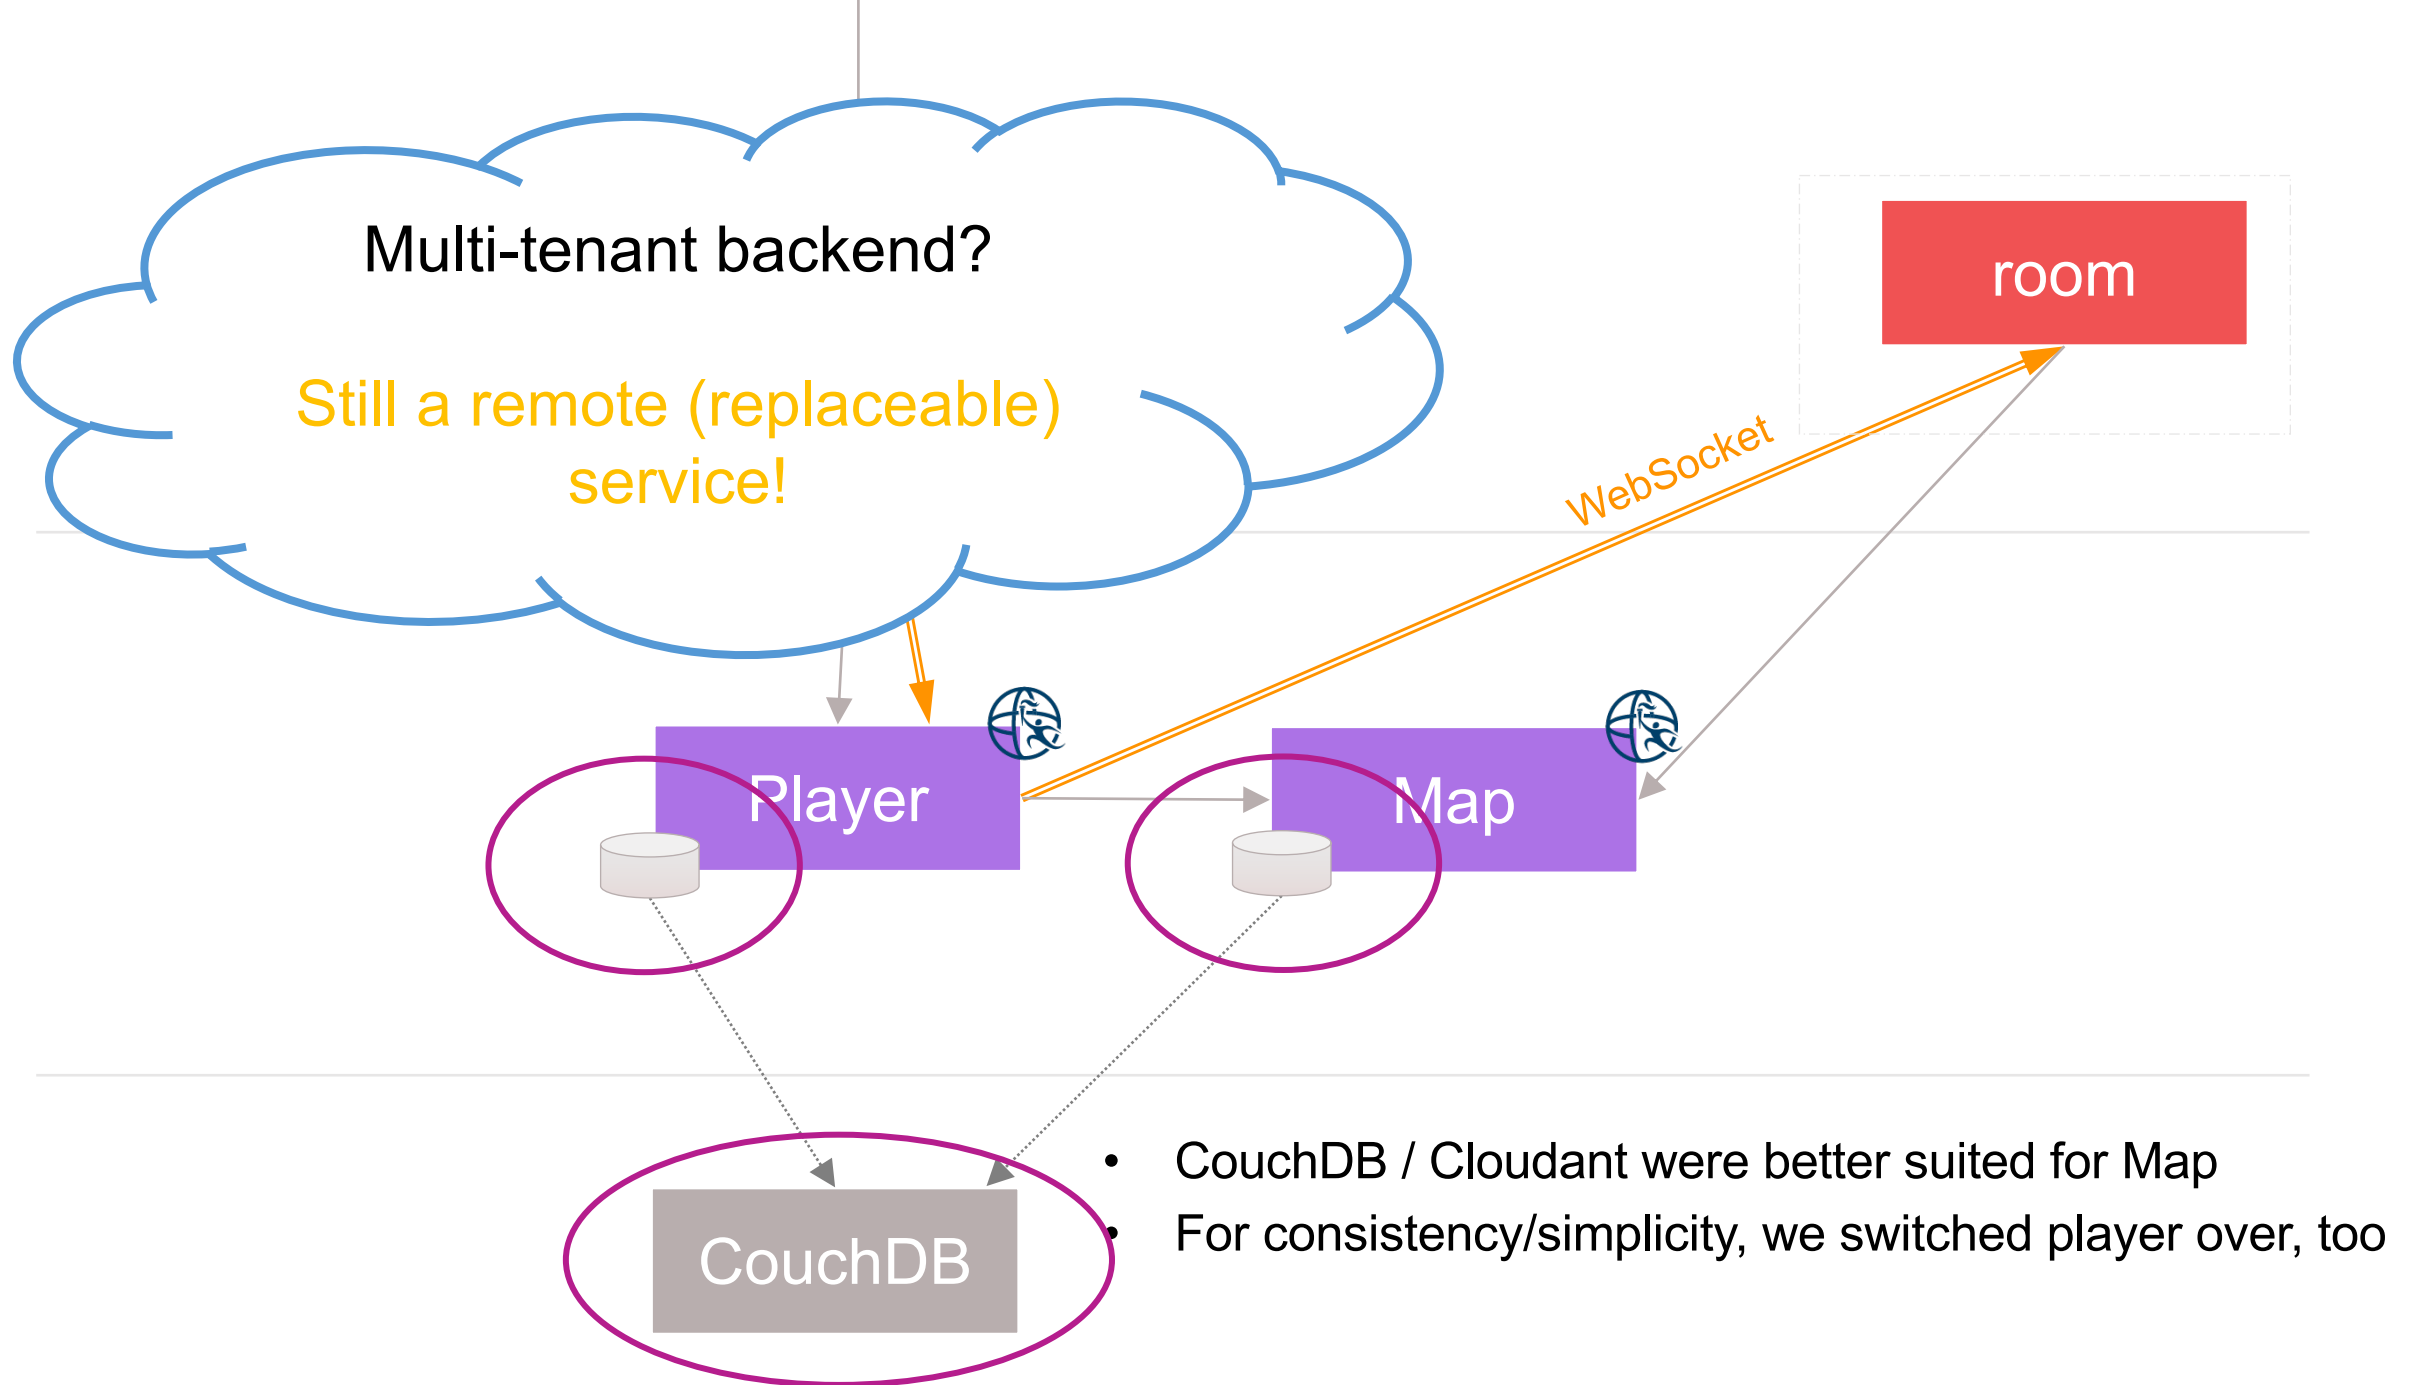 Multi-tenant backend?
Still a remote (replaceable)
service!
room
WebSocket
Player
Map
• CouchDB / Cloudant were better suited for Map
• For consistency/simplicity, we switched player over, too
CouchDB